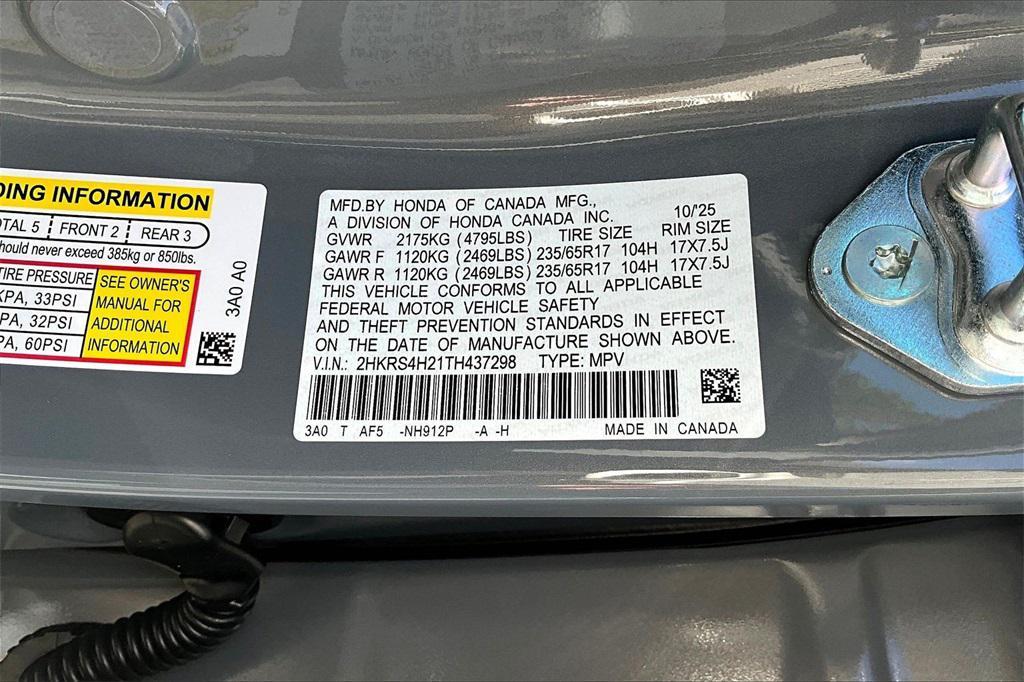 DING INFORMATION
OTAL 5 FRONT 2 REAR 3
hould never exceed 385kg or 850lbs.
TIRE PRESSURE
KPA, 33PSI
PA, 32PSI
PA, 60PSI
SEE OWNER'S
MANUAL FOR
ADDITIONAL
INFORMATION
3A0 A0
MFD.BY HONDA OF CANADA MFG., 10/'25
A DIVISION OF HONDA CANADA INC.
GVWR 2175KG (4795LBS) TIRE SIZE RIM SIZE
GAWR F 1120KG (2469LBS) 235/65R17 104H 17X7.5J
GAWR R 1120KG (2469LBS) 235/65R17 104H 17X7.5J
THIS VEHICLE CONFORMS TO ALL APPLICABLE
FEDERAL MOTOR VEHICLE SAFETY
AND THEFT PREVENTION STANDARDS IN EFFECT
ON THE DATE OF MANUFACTURE SHOWN ABOVE.
V.I.N.: 2HKRS4H21TH437298 TYPE: MPV
3A0 T AF5 -NH912P -A -H MADE IN CANADA